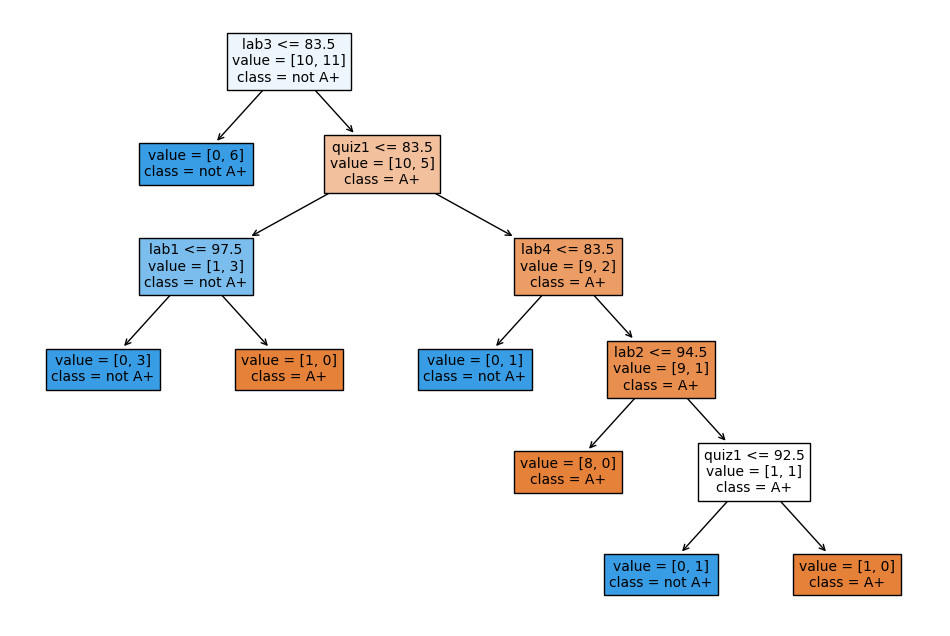 lab3 <= 83.5
value = [10, 11]
class = not A+
value = [0, 6]
class = not A+
quiz1 <= 83.5
value = [10, 5]
class = A+
lab1 <= 97.5
value = [1, 3]
class = not A+
lab4 <= 83.5
value = [9, 2]
class = A+
value = [0, 3]
class = not A+
value = [1, 0]
class = A+
value = [0, 1]
class = not A+
lab2 <= 94.5
value = [9, 1]
class = A+
value = [8, 0]
class = A+
quiz1 <= 92.5
value = [1, 1]
class = A+
value = [0, 1]
class = not A+
value = [1, 0]
class = A+